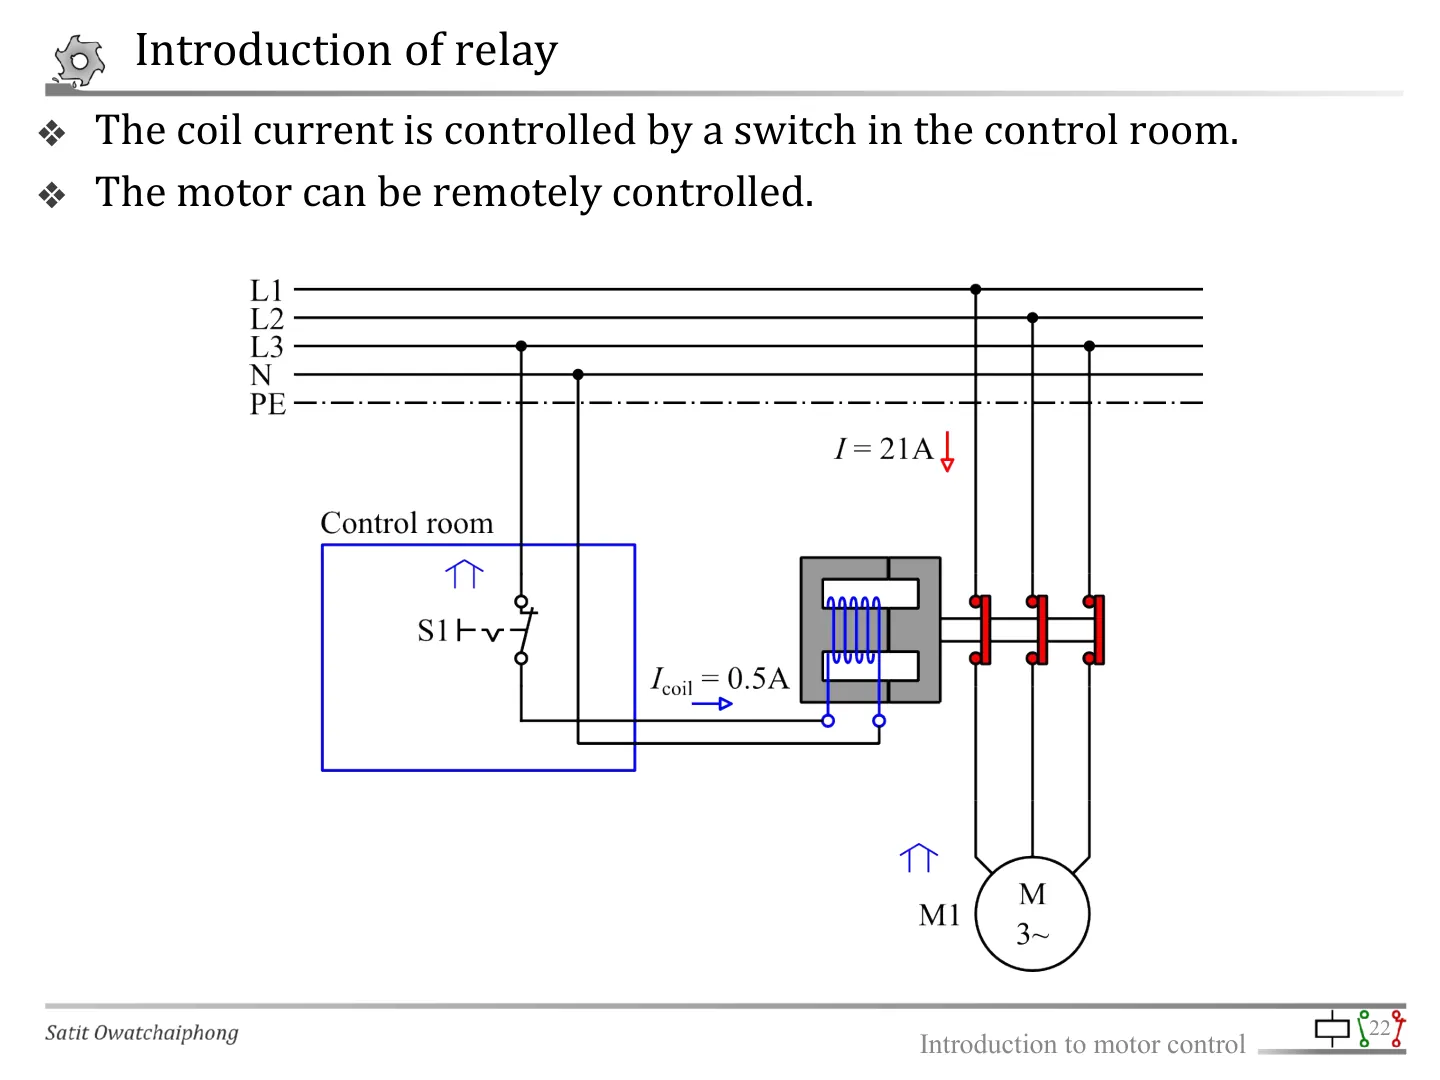 Introduction of relay
❖ The coil current is controlled by a switch in the control room.
❖ The motor can be remotely controlled.
L1
L2
L3
N
PE
I = 21A
Control room
S1
Icoil = 0.5A
M
3~
M1
Satit Owatchaiphong
Introduction to motor control
22